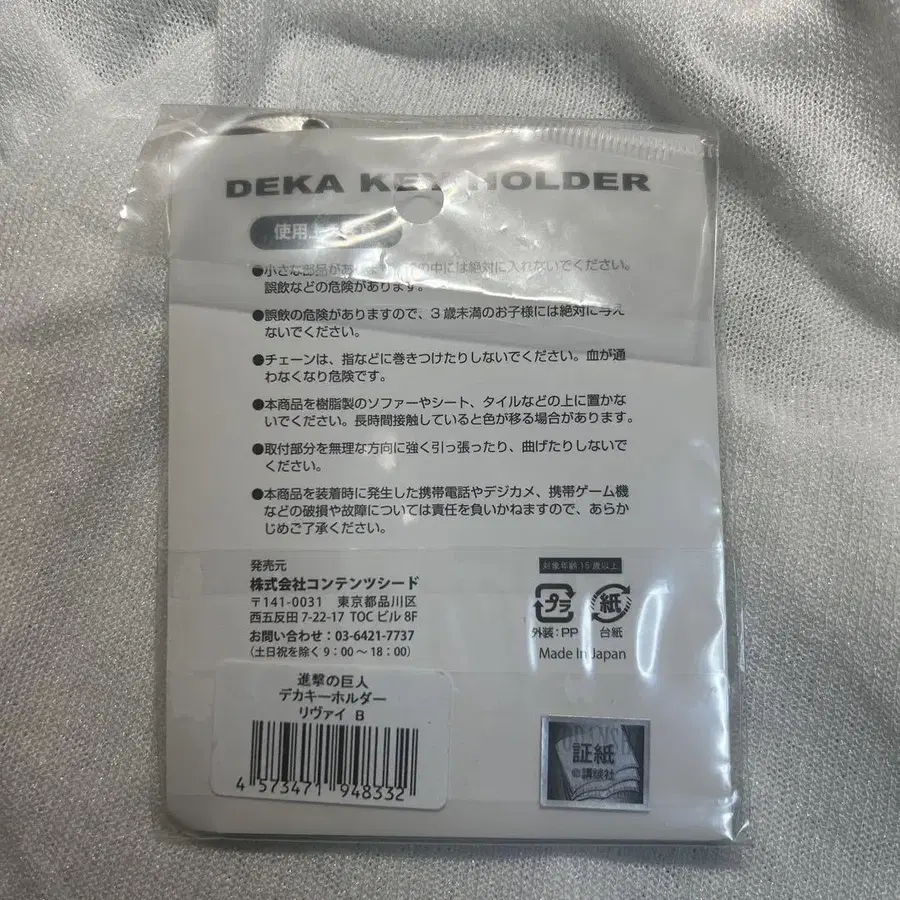 DEKA KEY HOLDER
使用上
●小さな部品があ の中には絶対に入れないでください。
誤飲などの危険があります。
●誤飲の危険がありますので、3歳未満のお子様には絶対に与え
ないでください。
●チェーンは、指などに巻きつけたりしないでください。血が通
わなくなり危険です。
●本商品を樹脂製のソファーやシート、タイルなどの上に置かな
いでください。長時間接触していると色が移る場合があります。
●取付部分を無理な方向に強く引っ張ったり、曲げたりしないで
ください。
●本商品を装着時に発生した携帯電話やデジカメ、携帯ゲーム機
などの破損や故障については責任を負いかねますので、あらか
じめご了承ください。
発売元
株式会社コンテンツシード
〒141-0031 東京都品川区
西五反田 7-22-17 TOC ビル 8F
お問い合わせ:03-6421-7737
(土日祝を除く 9:00〜18:00)
対象年齢15歳以上
プラ 紙
外装:PP 台紙
Made In Japan
進撃の巨人
デカキーホルダー
リヴァイ B
4 573471 948332
証紙
©講談社